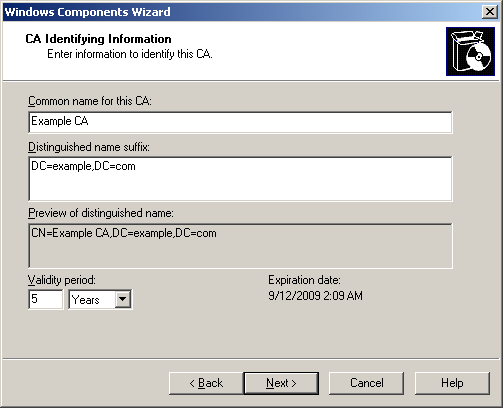 Windows Components Wizard
CA Identifying Information
Enter information to identify this CA.
Common name for this CA:
Example CA
Distinguished name suffix:
DC=example,DC=com
Preview of distinguished name:
CN=Example CA,DC=example,DC=com
Validity period:
Expiration date:
5
Years
9/12/2009 2:09 AM
< Back
Next >
Cancel
Help